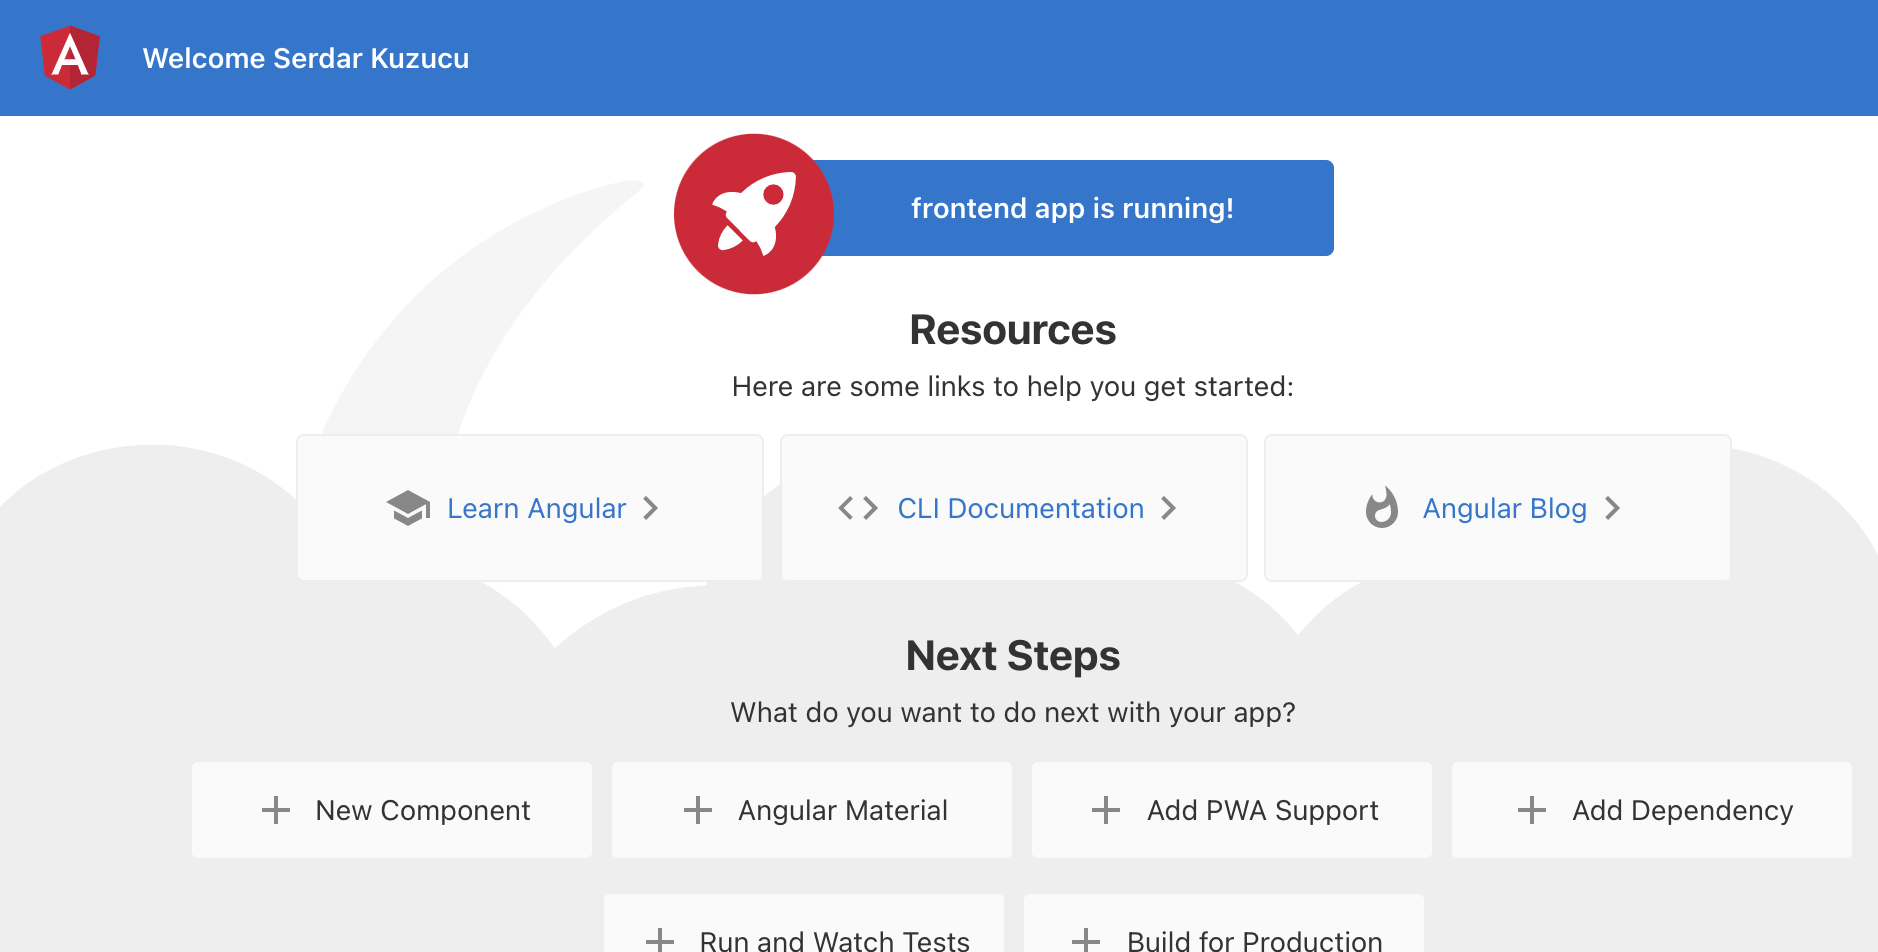 Welcome Serdar Kuzucu
frontend app is running!
Resources
Here are some links to help you get started:
Learn Angular
CLI Documentation
Angular Blog
Next Steps
What do you want to do next with your app?
New Component
Angular Material
Add PWA Support
Add Dependency
Run and Watch Tests
Build for Production